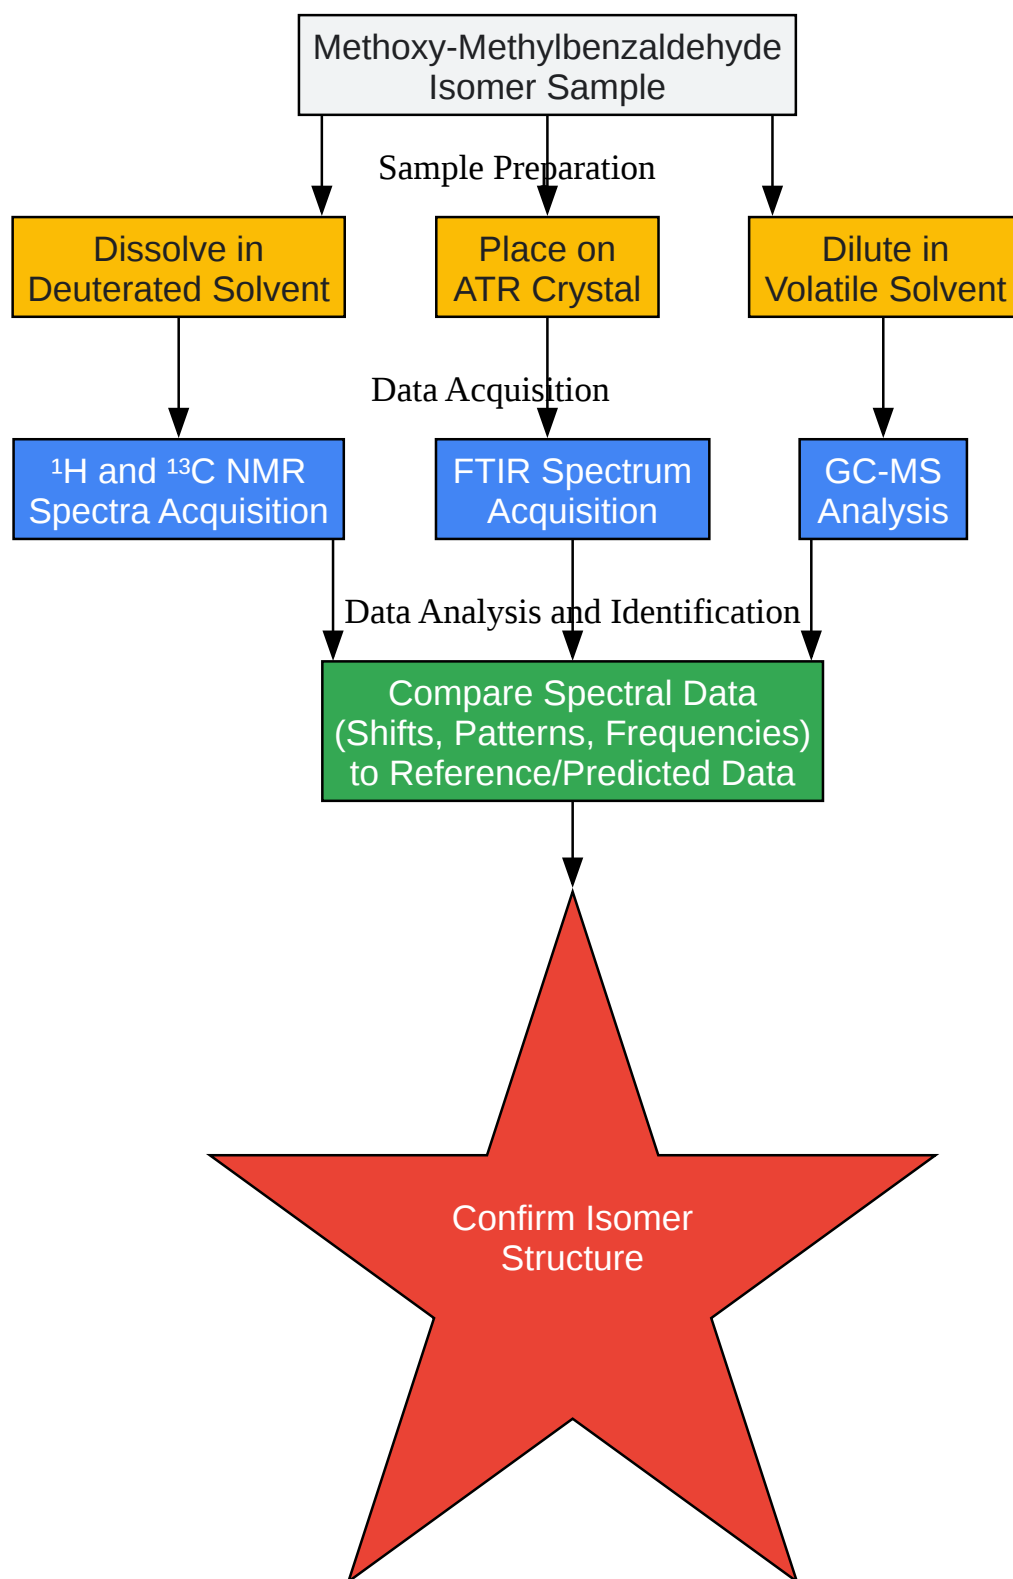 Methoxy-Methylbenzaldehyde
Isomer Sample
Sample Preparation
Dissolve in
Deuterated Solvent
Place on
ATR Crystal
Dilute in
Volatile Solvent
Data Acquisition
¹H and ¹³C NMR
Spectra Acquisition
FTIR Spectrum
Acquisition
GC-MS
Analysis
Data Analysis and Identification
Compare Spectral Data
(Shifts, Patterns, Frequencies)
to Reference/Predicted Data
Confirm Isomer
Structure